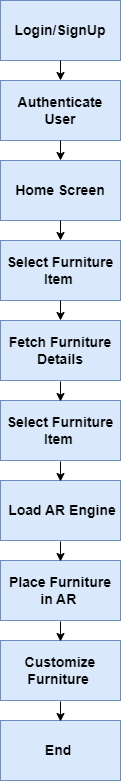 Login/SignUp
Authenticate
User
Home Screen
Select Furniture
Item
Fetch Furniture
Details
Select Furniture
Item
Load AR Engine
Place Furniture
in AR
Customize
Furniture
End